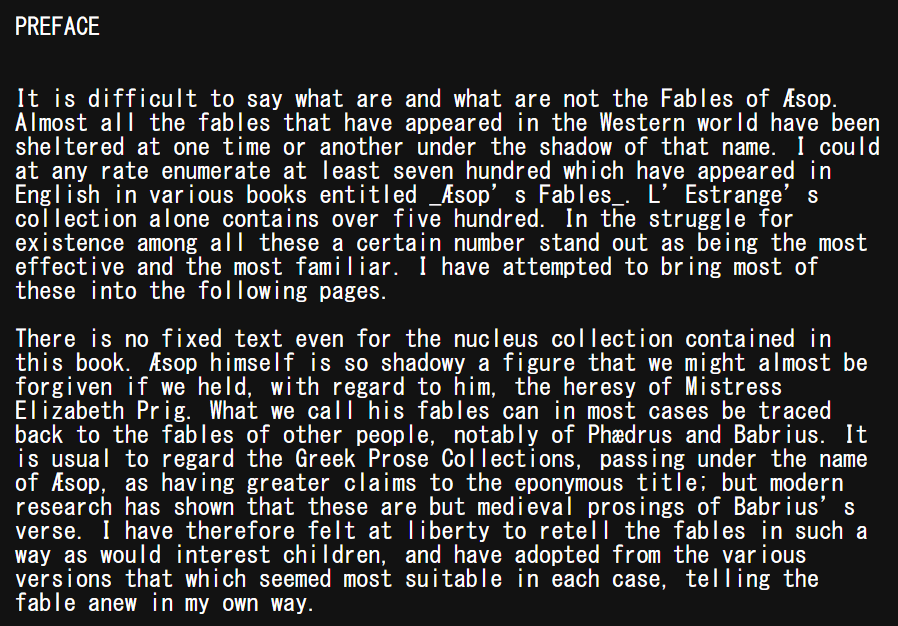 PREFACE
It is difficult to say what are and what are not the Fables of Æsop.
Almost all the fables that have appeared in the Western world have been
sheltered at one time or another under the shadow of that name. I could
at any rate enumerate at least seven hundred which have appeared in
English in various books entitled _Æsop’s Fables_. L’Estrange’s
collection alone contains over five hundred. In the struggle for
existence among all these a certain number stand out as being the most
effective and the most familiar. I have attempted to bring most of
these into the following pages.
There is no fixed text even for the nucleus collection contained in
this book. Æsop himself is so shadowy a figure that we might almost be
forgiven if we held, with regard to him, the heresy of Mistress
Elizabeth Prig. What we call his fables can in most cases be traced
back to the fables of other people, notably of Phædrus and Babrius. It
is usual to regard the Greek Prose Collections, passing under the name
of Æsop, as having greater claims to the eponymous title; but modern
research has shown that these are but medieval prosings of Babrius’s
verse. I have therefore felt at liberty to retell the fables in such a
way as would interest children, and have adopted from the various
versions that which seemed most suitable in each case, telling the
fable anew in my own way.